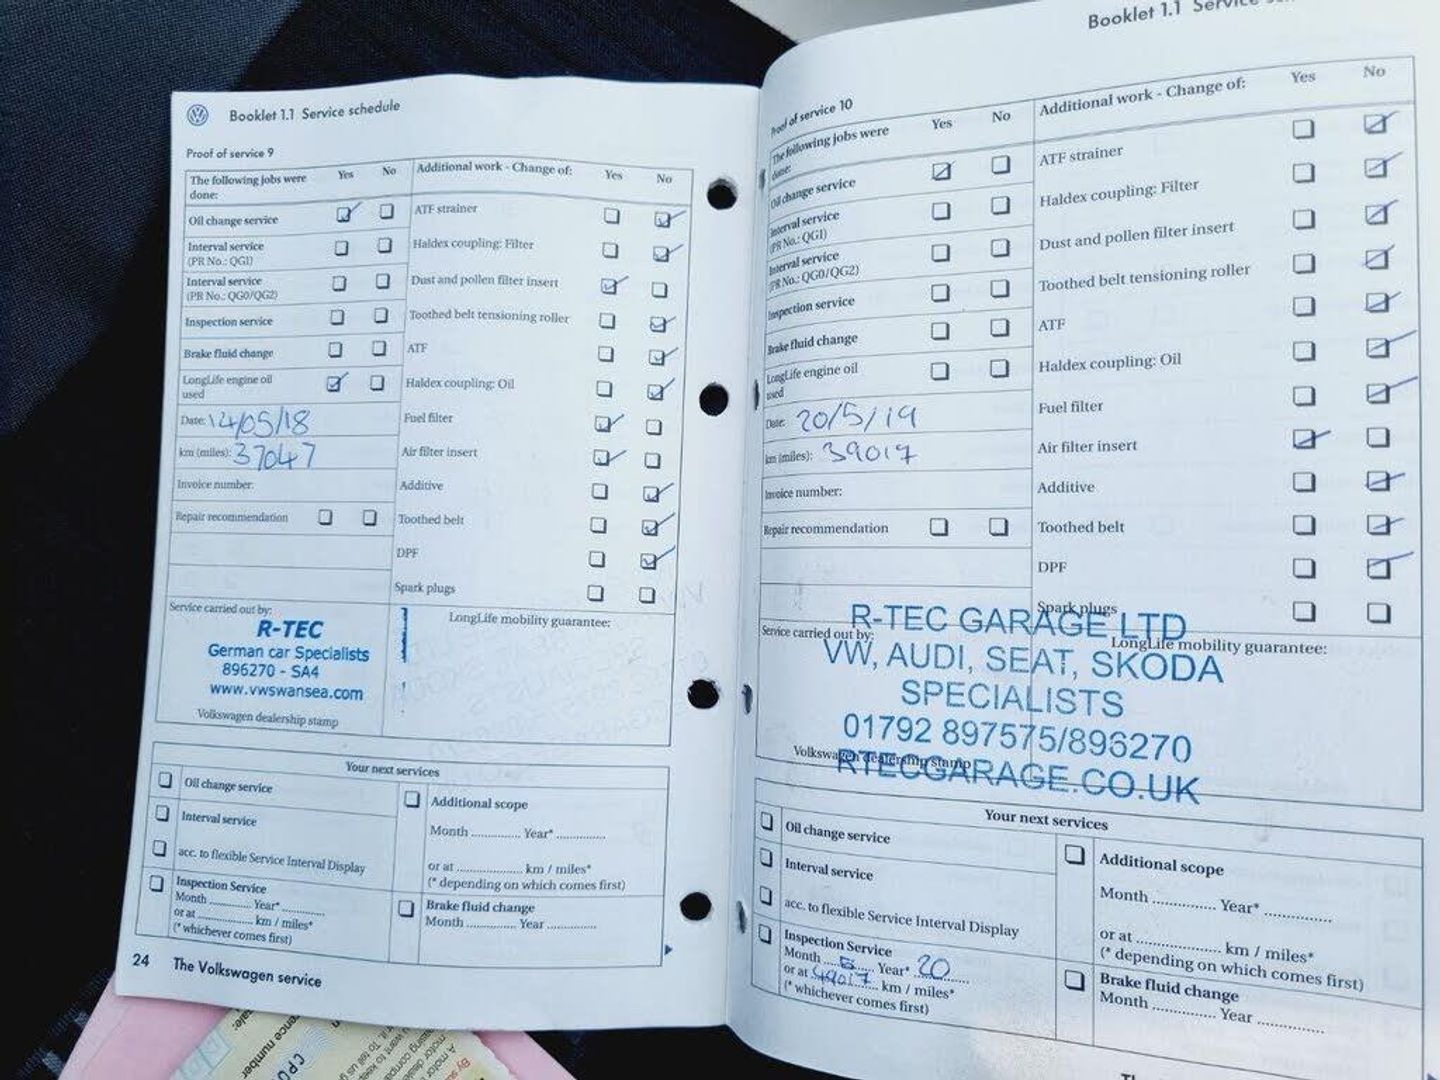 Booklet 1.1 Service schedule
Proof of service 9
The following jobs were done:
Yes No
Additional work - Change of:
Yes No
Oil change service
Interval service
(PR No.: QG1)
Interval service
(PR No.: QG0/QG2)
Inspection service
Brake fluid change
LongLife engine oil
used
Date: 14/05/18
km (miles): 37047
Invoice number:
Repair recommendation
ATF strainer
Haldex coupling: Filter
Dust and pollen filter insert
Toothed belt tensioning roller
ATF
Haldex coupling: Oil
Fuel filter
Air filter insert
Additive
Toothed belt
DPF
Spark plugs
Service carried out by:
R-TEC
German car Specialists
896270 - SA4
www.vwswansea.com
Volkswagen dealership stamp
LongLife mobility guarantee:
Your next services
Oil change service
Interval service
acc. to flexible Service Interval Display
Inspection Service
Month ............ Year* ............
or at ............ km / miles*
(* whichever comes first)
Additional scope
Month ............ Year* ............
or at ............ km / miles*
(* depending on which comes first)
Brake fluid change
Month ............ Year ............
24 The Volkswagen service
Booklet 1.1 Service
Proof of service 10
The following jobs were
done:
Yes No
Additional work - Change of:
Yes No
Oil change service
Interval service
(PR No.: QG1)
Interval service
(PR No.: QG0/QG2)
Inspection service
Brake fluid change
LongLife engine oil
used
Date: 20/5/19
km (miles): 39017
Invoice number:
Repair recommendation
ATF strainer
Haldex coupling: Filter
Dust and pollen filter insert
Toothed belt tensioning roller
ATF
Haldex coupling: Oil
Fuel filter
Air filter insert
Additive
Toothed belt
DPF
Spark plugs
Service carried out by:
LongLife mobility guarantee:
R-TEC GARAGE LTD
VW, AUDI, SEAT, SKODA
SPECIALISTS
01792 897575/896270
RTECGARAGE.CO.UK
Volkswagen dealership stamp
Your next services
Oil change service
Interval service
acc. to flexible Service Interval Display
Inspection Service
Month .... 5 .... Year* 20
or at 49017 km / miles*
(* whichever comes first)
Additional scope
Month ............ Year* ............
or at ............ km / miles*
(* depending on which comes first)
Brake fluid change
Month ............ Year ............